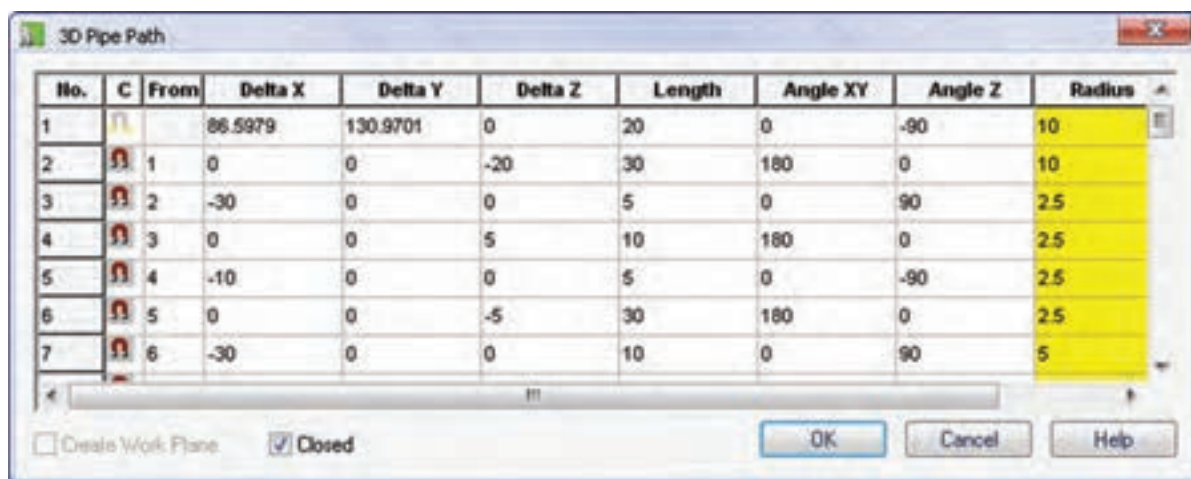 3D Pipe Path
No. C From Delta X Delta Y Delta Z Length Angle XY Angle Z Radius
1 86.5979 130.9701 0 20 0 -90 10
2 1 0 0 -20 30 180 0 10
3 2 -30 0 0 5 0 90 2.5
4 3 0 0 5 10 180 0 2.5
5 4 -10 0 0 5 0 -90 2.5
6 5 0 0 -5 30 180 0 2.5
7 6 -30 0 0 10 0 90 5
Create Work Plane Closed OK Cancel Help